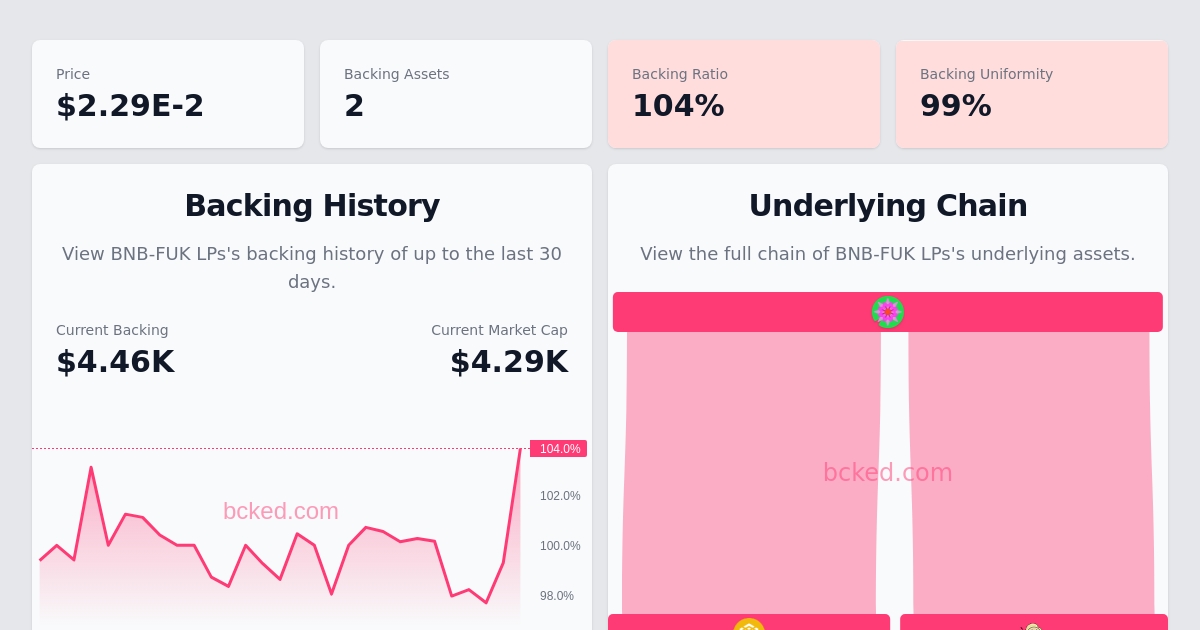 Price
$2.29E-2
Backing Assets
2
Backing Ratio
104%
Backing Uniformity
99%
Backing History
View BNB-FUK LPs's backing history of up to the last 30
days.
Current Backing
$4.46K
Current Market Cap
$4.29K
104.0%
102.0%
100.0%
98.0%
bcked.com
Underlying Chain
View the full chain of BNB-FUK LPs's underlying assets.
bcked.com